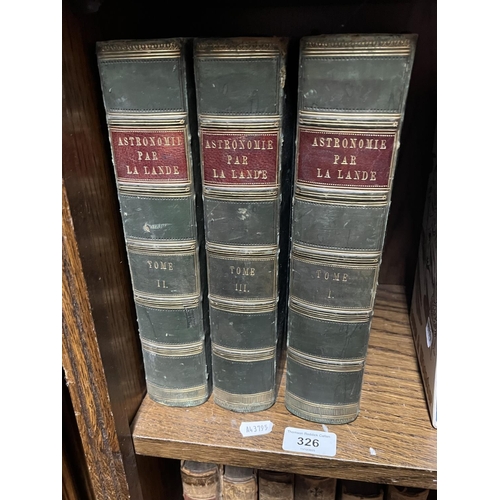 ASTRONOMIE
PAR
LA LANDE
TOME
II.
ASTRONOMIE
PAR
LA LANDE
TOME
III.
ASTRONOMIE
PAR
LA LANDE
TOME
I.
326